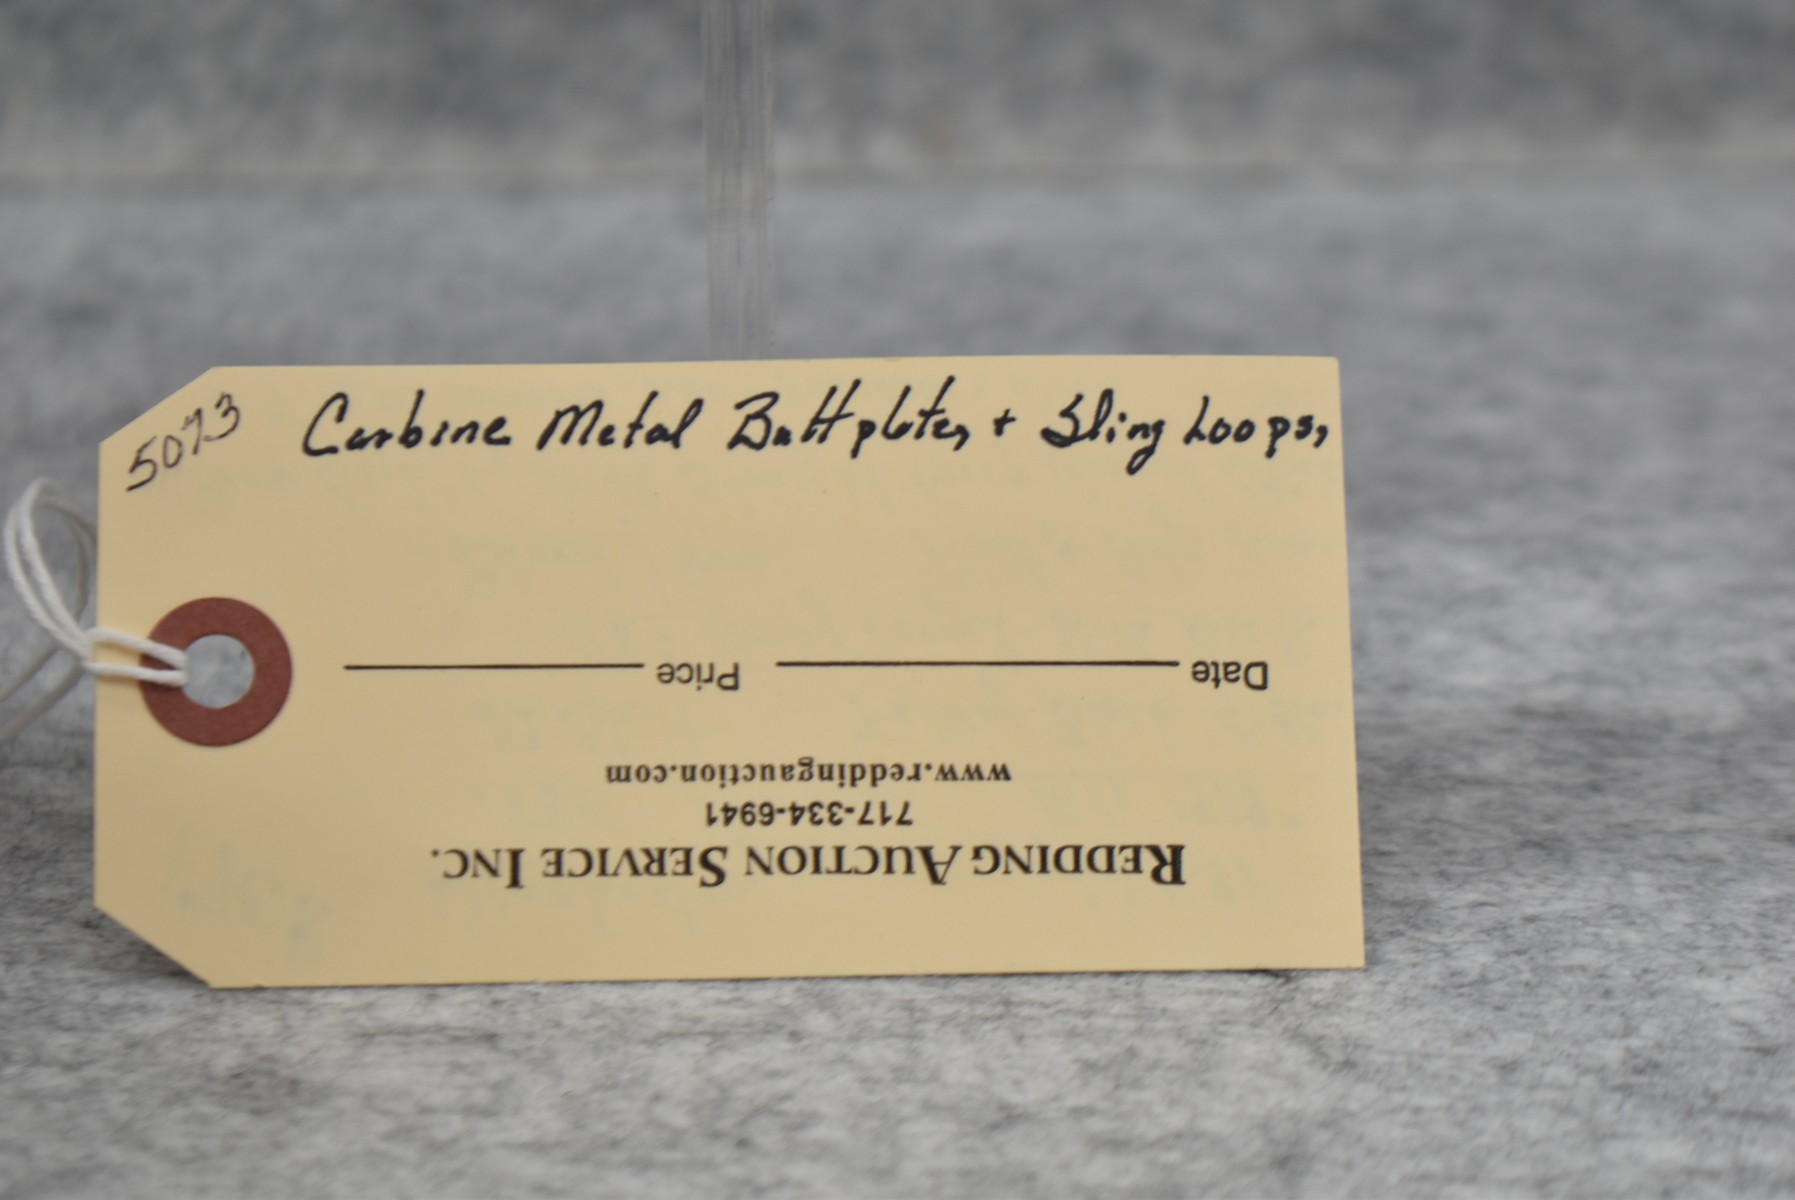 5073
Carbine Metal Buttplates, + Sling Loops,
Date Price
www.reddingauction.com
717-334-6941
REDDING AUCTION SERVICE INC.